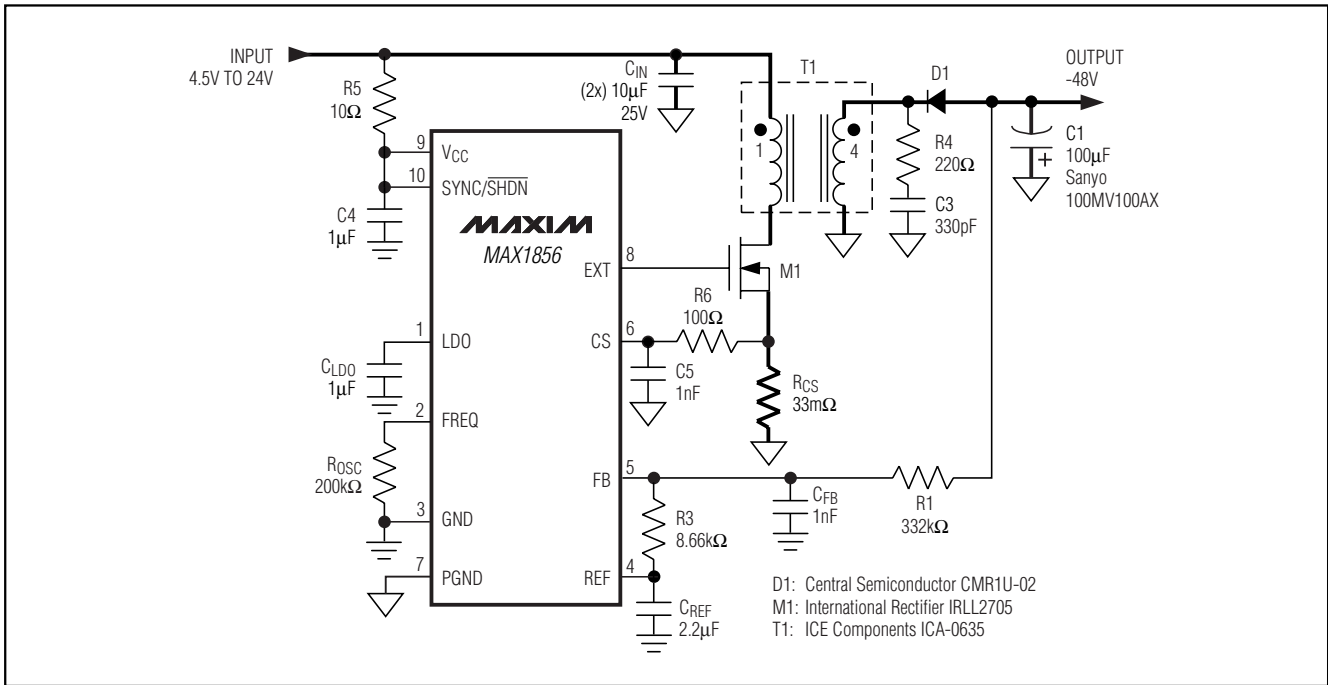 INPUT
4.5V TO 24V
R5
10Ω
CIN
(2x) 10μF
25V
T1
1
4
D1
OUTPUT
-48V
R4
220Ω
C3
330pF
C1
100μF
+
Sanyo
100MV100AX
9
VCC
10
SYNC/SHDN
C4
1μF
MAXIM
MAX1856
EXT
8
M1
R6
100Ω
1
LDO
CS
6
CLDO
1μF
C5
1nF
RCS
33mΩ
2
FREQ
ROSC
200kΩ
FB
5
CFB
1nF
R1
332kΩ
3
GND
R3
8.66kΩ
7
PGND
REF
4
CREF
2.2μF
D1: Central Semiconductor CMR1U-02
M1: International Rectifier IRLL2705
T1: ICE Components ICA-0635